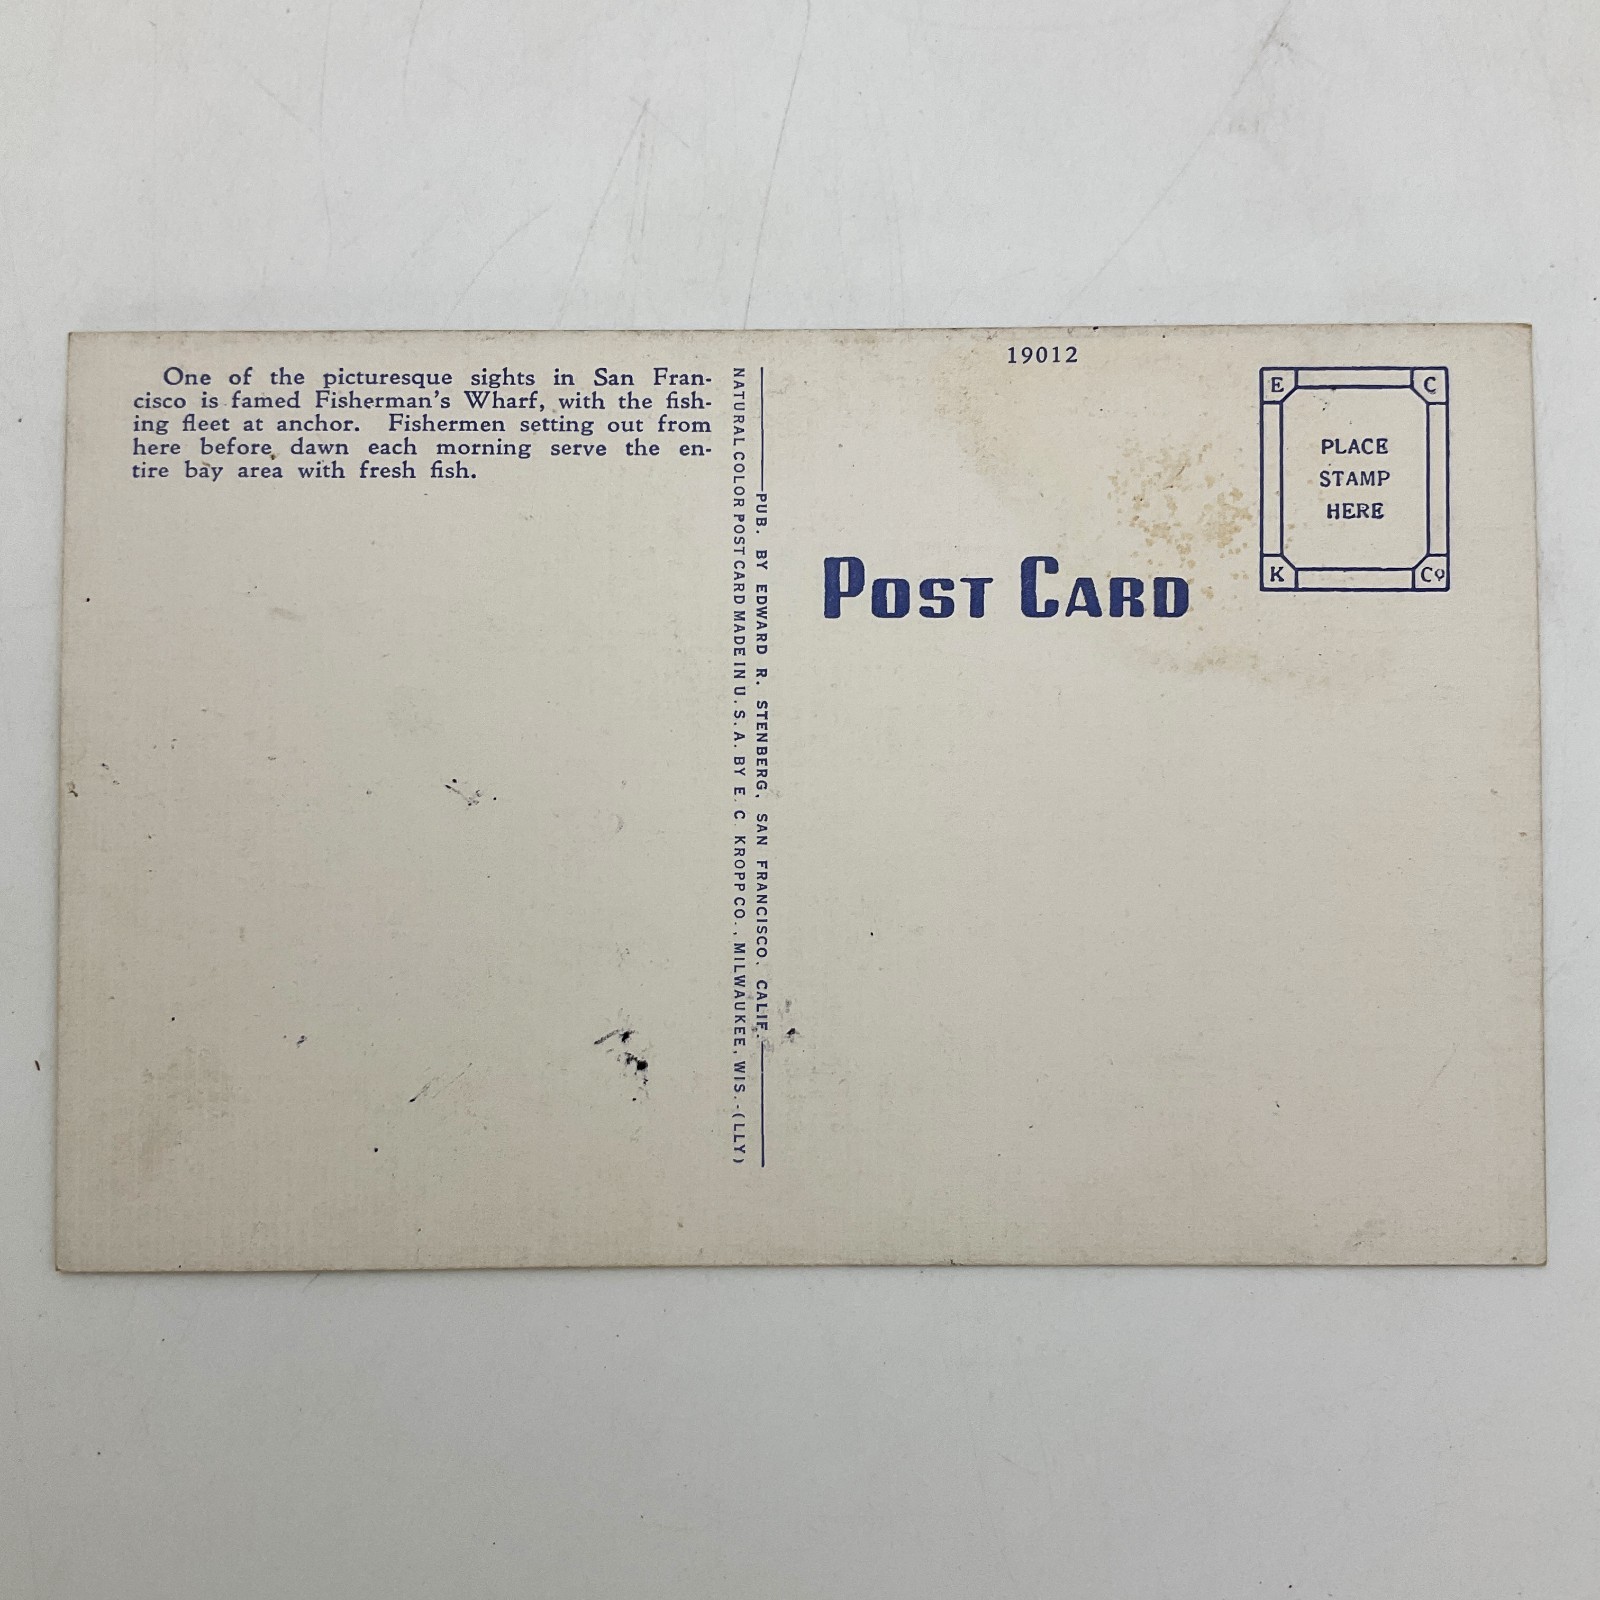 One of the picturesque sights in San Fran-
cisco is famed Fisherman's Wharf, with the fish-
ing fleet at anchor. Fishermen setting out from
here before dawn each morning serve the en-
tire bay area with fresh fish.
NATURAL COLOR POST CARD MADE IN U. S. A. BY E. C. KROPP CO., MILWAUKEE, WIS.-(LLY)
PUB. BY EDWARD R. STENBERG, SAN FRANCISCO, CALIF.
19012
POST CARD
E C
PLACE
STAMP
HERE
K Co